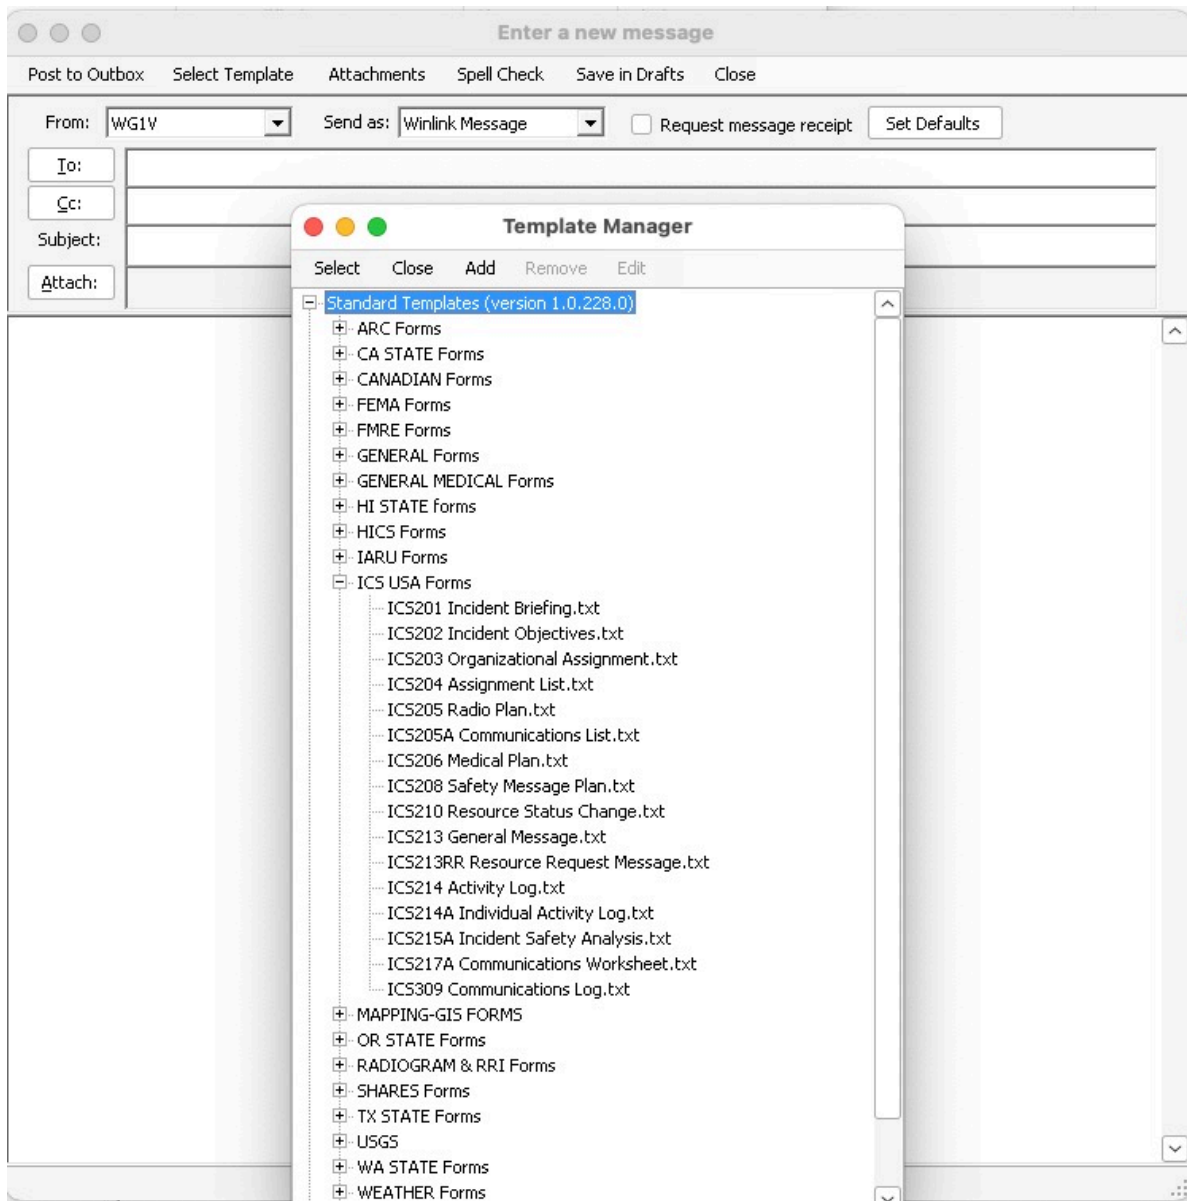 Enter a new message
Post to Outbox Select Template Attachments Spell Check Save in Drafts Close
From: WG1V Send as: Winlink Message Request message receipt Set Defaults
To:
Cc:
Subject:
Attach:
Template Manager
Select Close Add Remove Edit
Standard Templates (version 1.0.228.0)
ARC Forms
CA STATE Forms
CANADIAN Forms
FEMA Forms
FMRE Forms
GENERAL Forms
GENERAL MEDICAL Forms
HI STATE forms
HICS Forms
IARU Forms
ICS USA Forms
ICS201 Incident Briefing.txt
ICS202 Incident Objectives.txt
ICS203 Organizational Assignment.txt
ICS204 Assignment List.txt
ICS205 Radio Plan.txt
ICS205A Communications List.txt
ICS206 Medical Plan.txt
ICS208 Safety Message Plan.txt
ICS210 Resource Status Change.txt
ICS213 General Message.txt
ICS213RR Resource Request Message.txt
ICS214 Activity Log.txt
ICS214A Individual Activity Log.txt
ICS215A Incident Safety Analysis.txt
ICS217A Communications Worksheet.txt
ICS309 Communications Log.txt
MAPPING-GIS FORMS
OR STATE Forms
RADIOGRAM & RRI Forms
SHARES Forms
TX STATE Forms
USGS
WA STATE Forms
WEATHER Forms